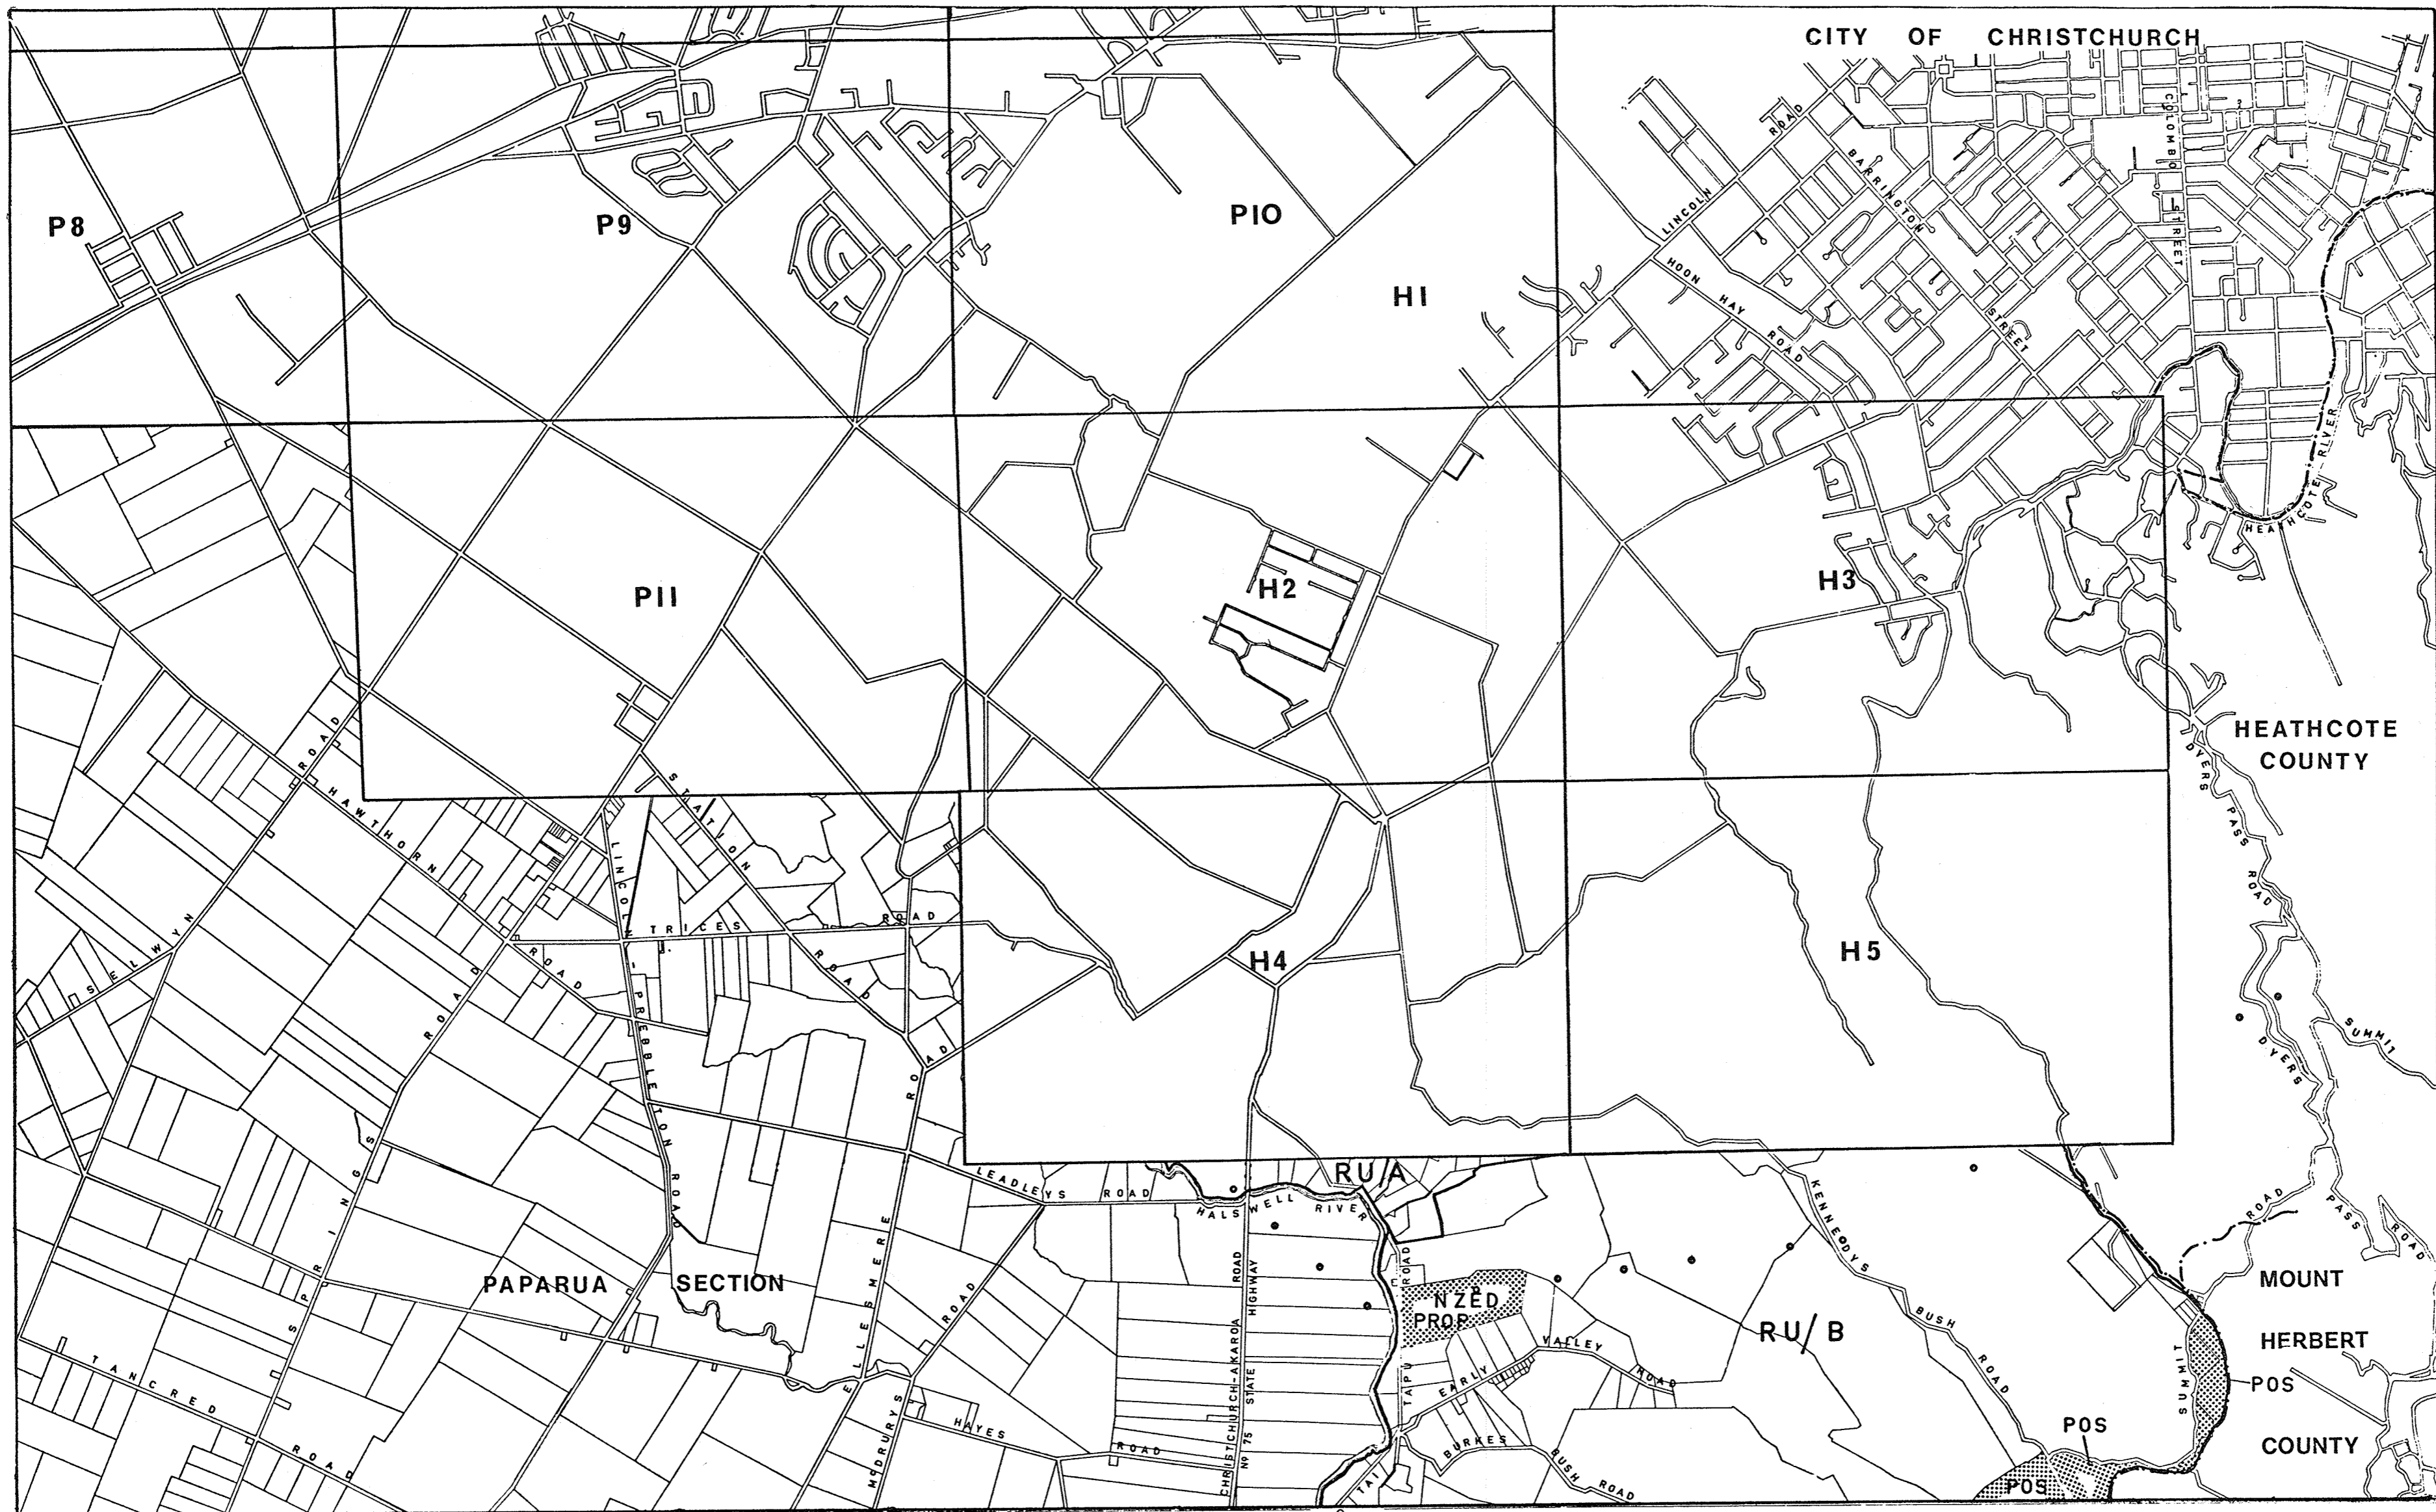 CITY OF CHRISTCHURCH
COLOMBO STREET
LINCOLN ROAD
BARRINGTON STREET
HOON HAY ROAD
P8
P9
P10
H1
HEATHCOTE RIVER
P11
H2
H3
HEATHCOTE COUNTY
DYERS PASS ROAD
SELWYN ROAD
HAWTHORN ROAD
STATION ROAD
LINCOLN - PREBBLETON ROAD
TRICES ROAD
SPRINGS ROAD
H4
H5
SUMMIT ROAD
DYERS PASS ROAD
ELLESMERE ROAD
LEADLEYS ROAD
RU/A
HALSWELL RIVER
KENNEDYS BUSH ROAD
PAPARUA SECTION
NZED
PROP.
RU/B
MOUNT
HERBERT
COUNTY
EARLY VALLEY ROAD
TAI TAPU ROAD
CHRISTCHURCH-AKAROA ROAD
STATE HIGHWAY Nº 75
TANCRED ROAD
McDRURYS ROAD
HAYES ROAD
BURKES BUSH ROAD
SUMMIT
POS
POS
POS